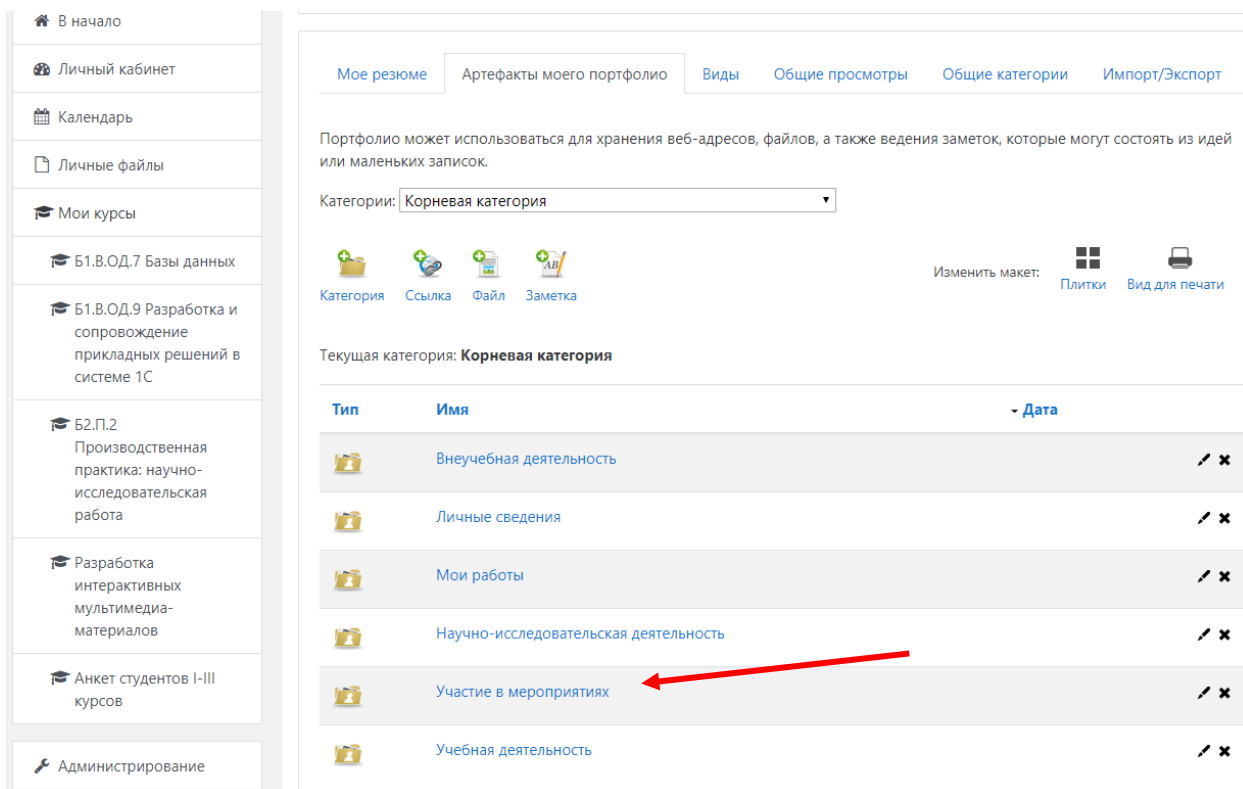 В начало
Личный кабинет
Календарь
Личные файлы
Мои курсы
Б1.В.ОД.7 Базы данных
Б1.В.ОД.9 Разработка и
сопровождение
прикладных решений в
системе 1С
Б2.П.2
Производственная
практика: научно-
исследовательская
работа
Разработка
интерактивных
мультимедиа-
материалов
Анкет студентов I-III
курсов
Администрирование
Мое резюме Артефакты моего портфолио Виды Общие просмотры Общие категории Импорт/Экспорт
Портфолио может использоваться для хранения веб-адресов, файлов, а также ведения заметок, которые могут состоять из идей
или маленьких записок.
Категории: Корневая категория
Категория Ссылка Файл Заметка
Изменить макет: Плитки Вид для печати
Текущая категория: Корневая категория
Тип Имя Дата
Внеучебная деятельность
Личные сведения
Мои работы
Научно-исследовательская деятельность
Участие в мероприятиях
Учебная деятельность